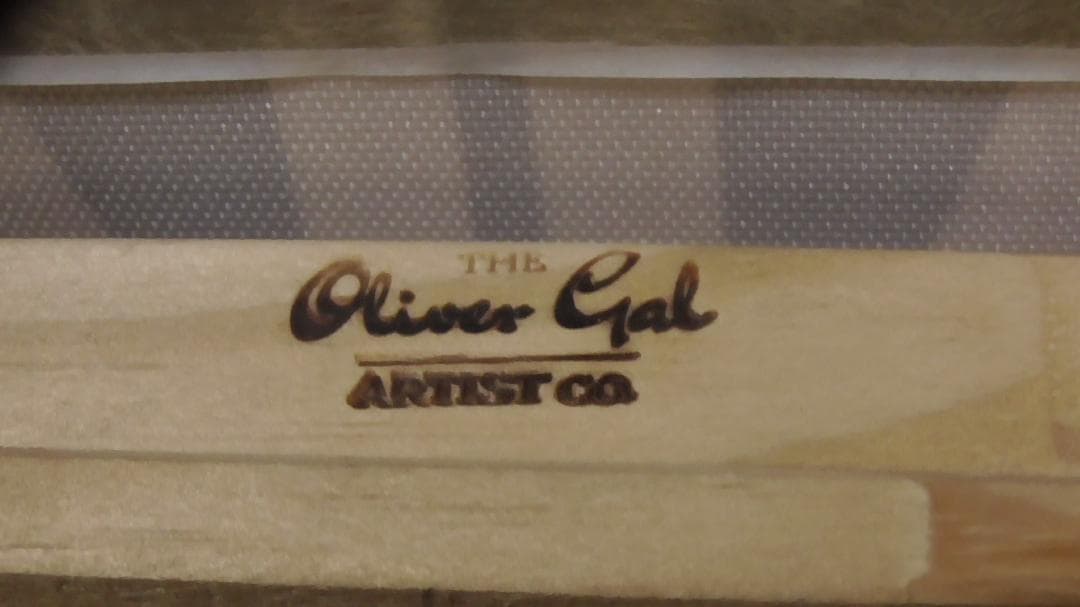 THE
Oliver Gal
ARTIST CO.